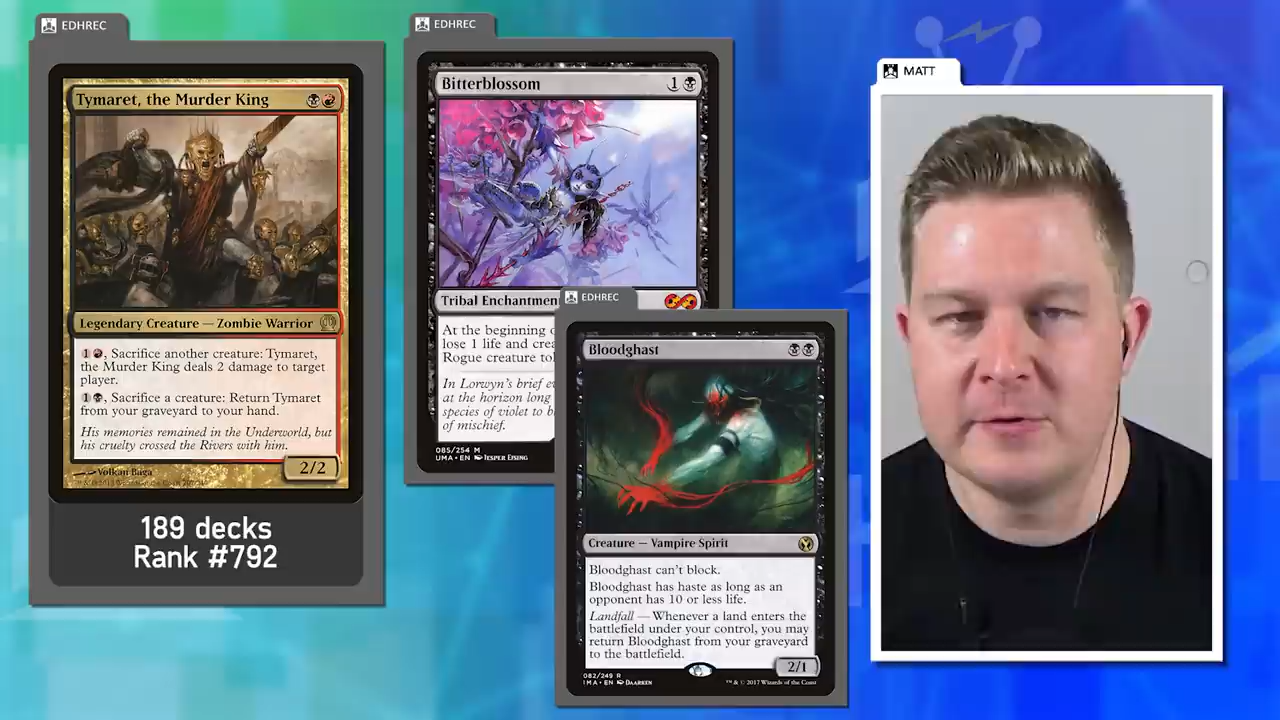 EDHREC
Tymaret, the Murder King
Legendary Creature — Zombie Warrior
, Sacrifice another creature: Tymaret,
the Murder King deals 2 damage to target
player.
, Sacrifice a creature: Return Tymaret
from your graveyard to your hand.
His memories remained in the Underworld, but
his cruelty crossed the Rivers with him.
Volkan Baga
2/2
189 decks
Rank #792
EDHREC
Bitterblossom
1
Tribal Enchantmen
At the beginning o
lose 1 life and crea
Rogue creature tol
In Lorwyn's brief e
at the horizon long
species of violet to b
of mischief.
085/254 M
UMA • EN Jesper Ejsing
EDHREC
Bloodghast
Creature — Vampire Spirit
Bloodghast can't block.
Bloodghast has haste as long as an
opponent has 10 or less life.
Landfall — Whenever a land enters the
battlefield under your control, you may
return Bloodghast from your graveyard
to the battlefield.
2/1
082/249 R
IMA • EN Daarken
™ & © 2017 Wizards of the Coast
MATT